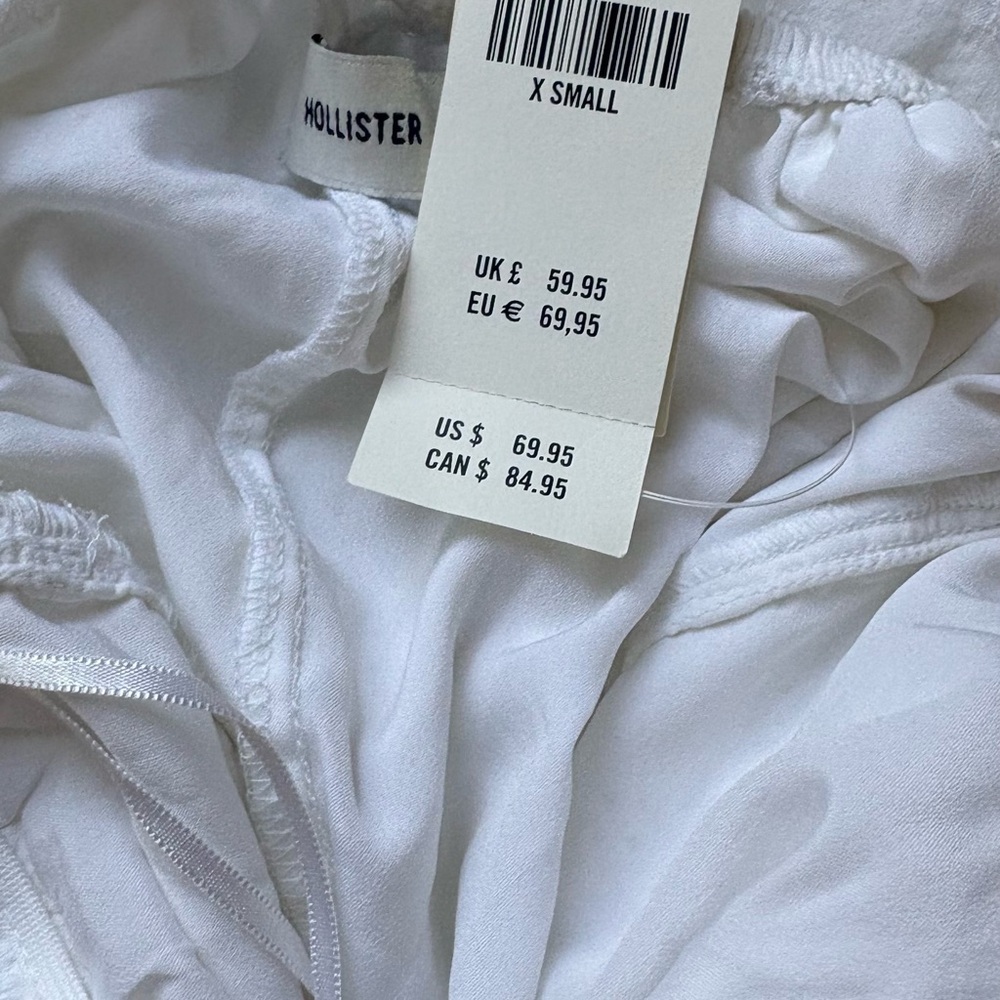 HOLLISTER
X SMALL
UK £ 59.95
EU € 69,95
US $ 69.95
CAN $ 84.95